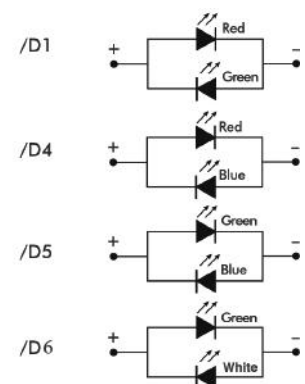 Red
/D1
+ −
Green
Red
/D4
+ −
Blue
Green
/D5
+ −
Blue
Green
/D6
+ −
White